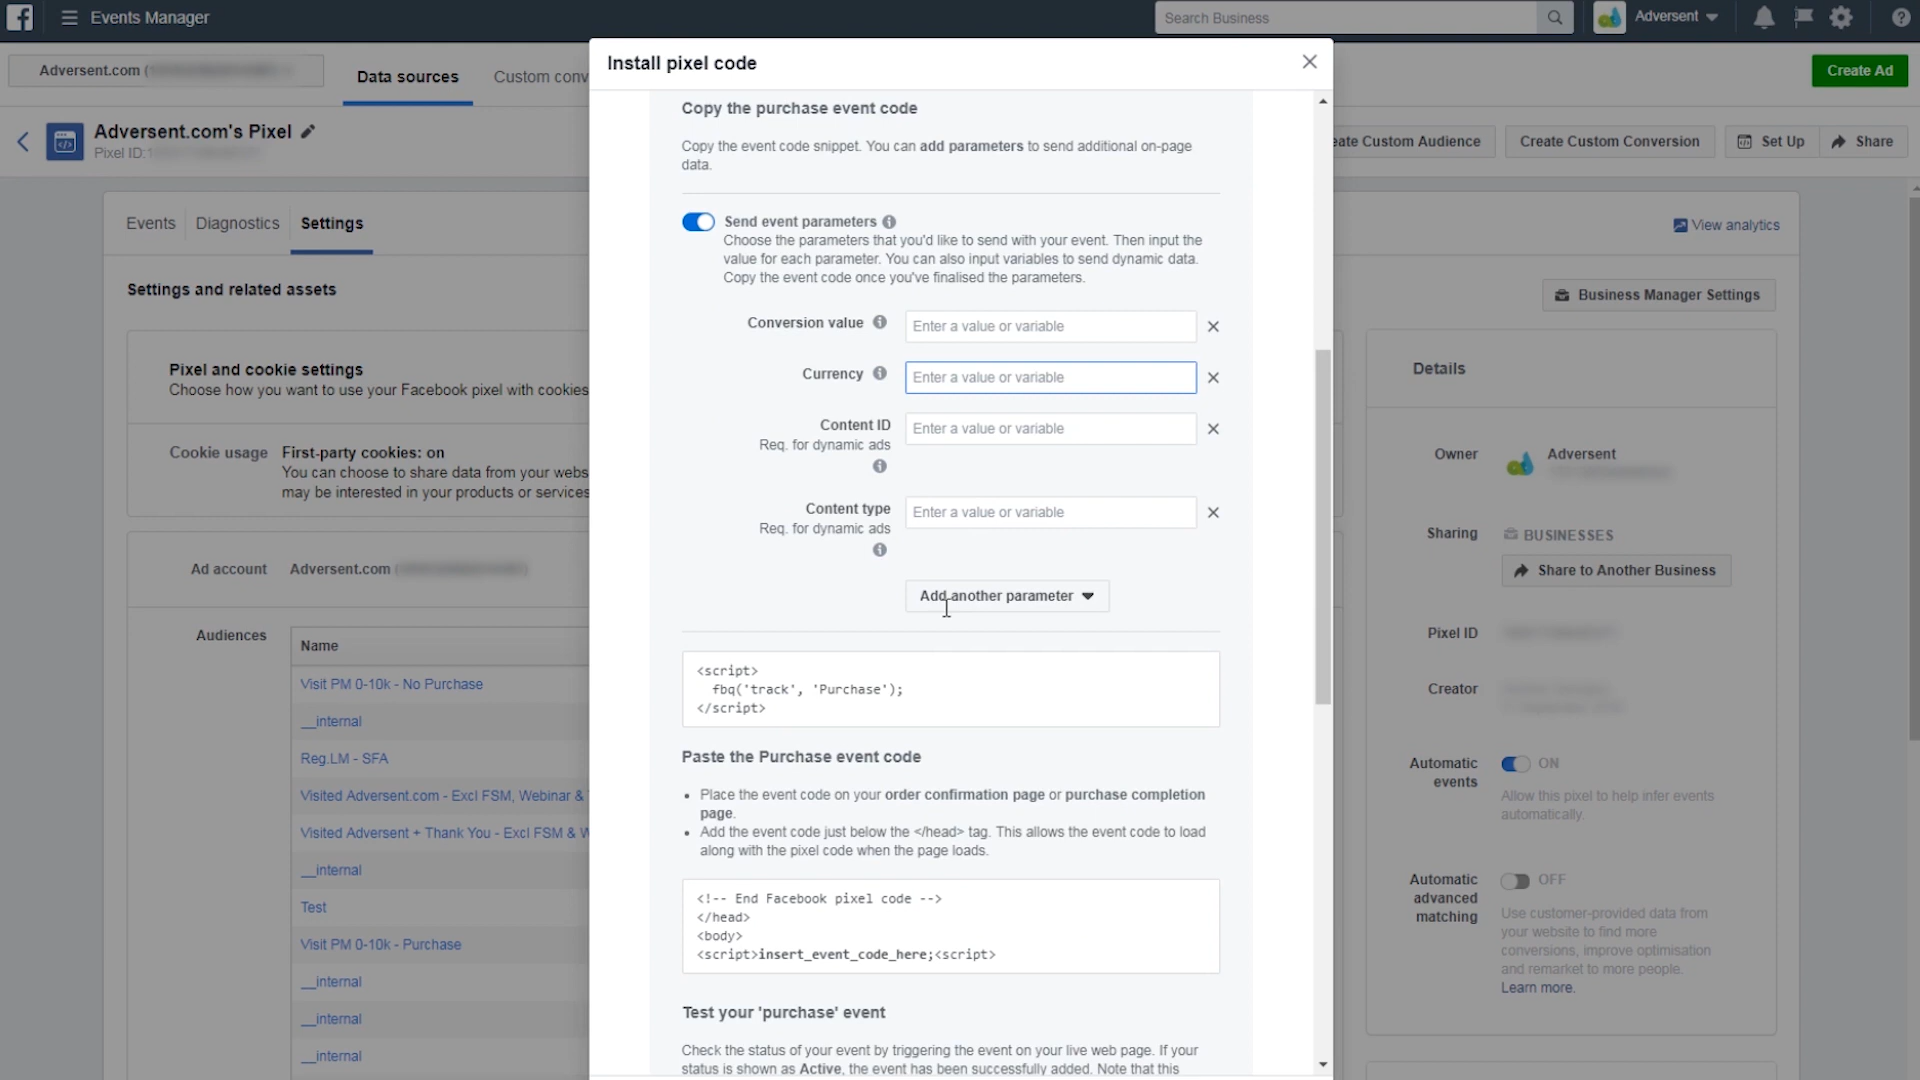 Events Manager
Search Business
Adversent
Adversent.com (
Data sources
Custom conv
Create Ad
Adversent.com's Pixel
Pixel ID:
eate Custom Audience
Create Custom Conversion
Set Up
Share
Events
Diagnostics
Settings
View analytics
Settings and related assets
Business Manager Settings
Pixel and cookie settings
Choose how you want to use your Facebook pixel with cookies
Cookie usage
First-party cookies: on
You can choose to share data from your webs
may be interested in your products or services
Ad account
Adversent.com (
Audiences
Name
Visit PM 0-10k - No Purchase
__internal
Reg.LM - SFA
Visited Adversent.com - Excl FSM, Webinar &
Visited Adversent + Thank You - Excl FSM & W
__internal
Test
Visit PM 0-10k - Purchase
__internal
__internal
__internal
Install pixel code
Copy the purchase event code
Copy the event code snippet. You can add parameters to send additional on-page
data.
Send event parameters
Choose the parameters that you'd like to send with your event. Then input the
value for each parameter. You can also input variables to send dynamic data.
Copy the event code once you've finalised the parameters.
Conversion value
Enter a value or variable
Currency
Enter a value or variable
Content ID
Req. for dynamic ads
Enter a value or variable
Content type
Req. for dynamic ads
Enter a value or variable
Add another parameter
<script>
fbq('track', 'Purchase');
</script>
Paste the Purchase event code
• Place the event code on your order confirmation page or purchase completion
page.
• Add the event code just below the </head> tag. This allows the event code to load
along with the pixel code when the page loads.
<!-- End Facebook pixel code -->
</head>
<body>
<script>insert_event_code_here;<script>
Test your 'purchase' event
Check the status of your event by triggering the event on your live web page. If your
status is shown as Active, the event has been successfully added. Note that this
Details
Owner
Adversent
Sharing
BUSINESSES
Share to Another Business
Pixel ID
Creator
Automatic
events
ON
Allow this pixel to help infer events
automatically.
Automatic
advanced
matching
OFF
Use customer-provided data from
your website to find more
conversions, improve optimisation
and remarket to more people.
Learn more.